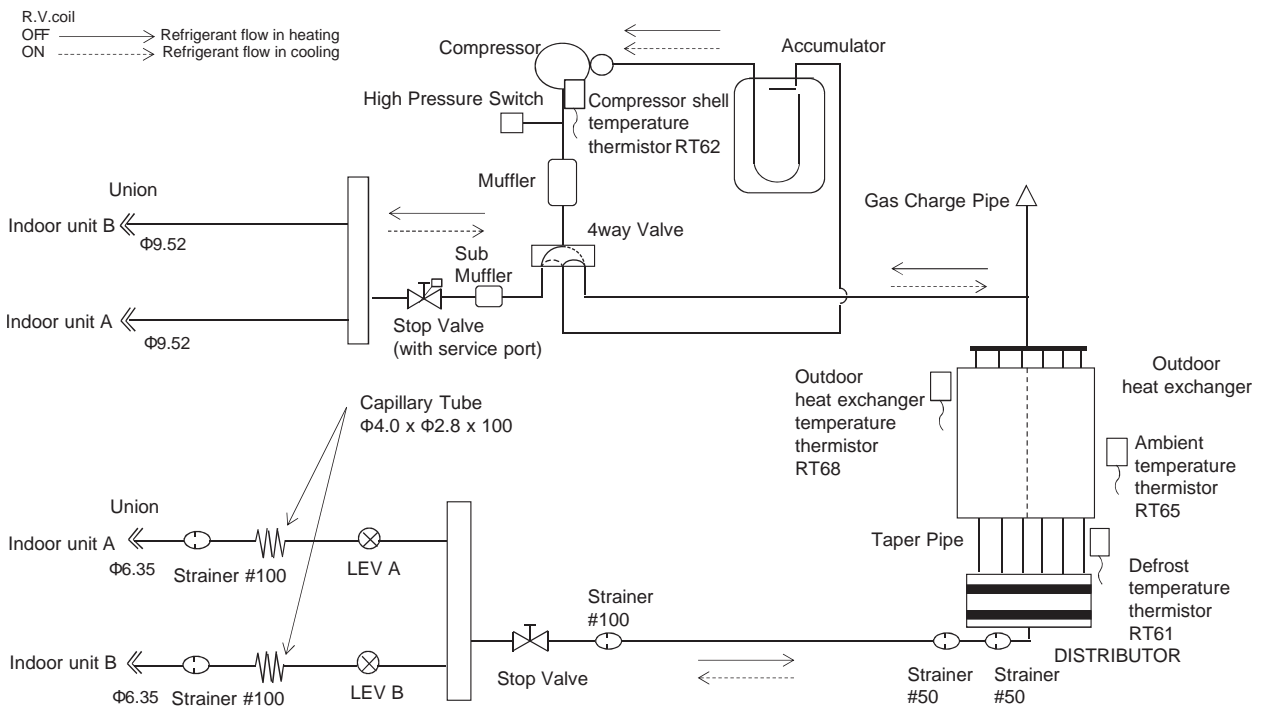 R.V.coil
OFF Refrigerant flow in heating
ON Refrigerant flow in cooling
Compressor
Accumulator
High Pressure Switch
Compressor shell
temperature
thermistor RT62
Muffler
Union
Gas Charge Pipe
Indoor unit B
Φ9.52
4way Valve
Sub
Muffler
Indoor unit A
Φ9.52
Stop Valve
(with service port)
Outdoor
heat exchanger
Outdoor
heat exchanger
temperature
thermistor
RT68
Capillary Tube
Φ4.0 x Φ2.8 x 100
Ambient
temperature
thermistor
RT65
Union
Indoor unit A
Φ6.35
Strainer #100
LEV A
Taper Pipe
Defrost
temperature
thermistor
RT61
DISTRIBUTOR
Strainer
#100
Indoor unit B
Φ6.35
Strainer #100
LEV B
Stop Valve
Strainer
#50
Strainer
#50